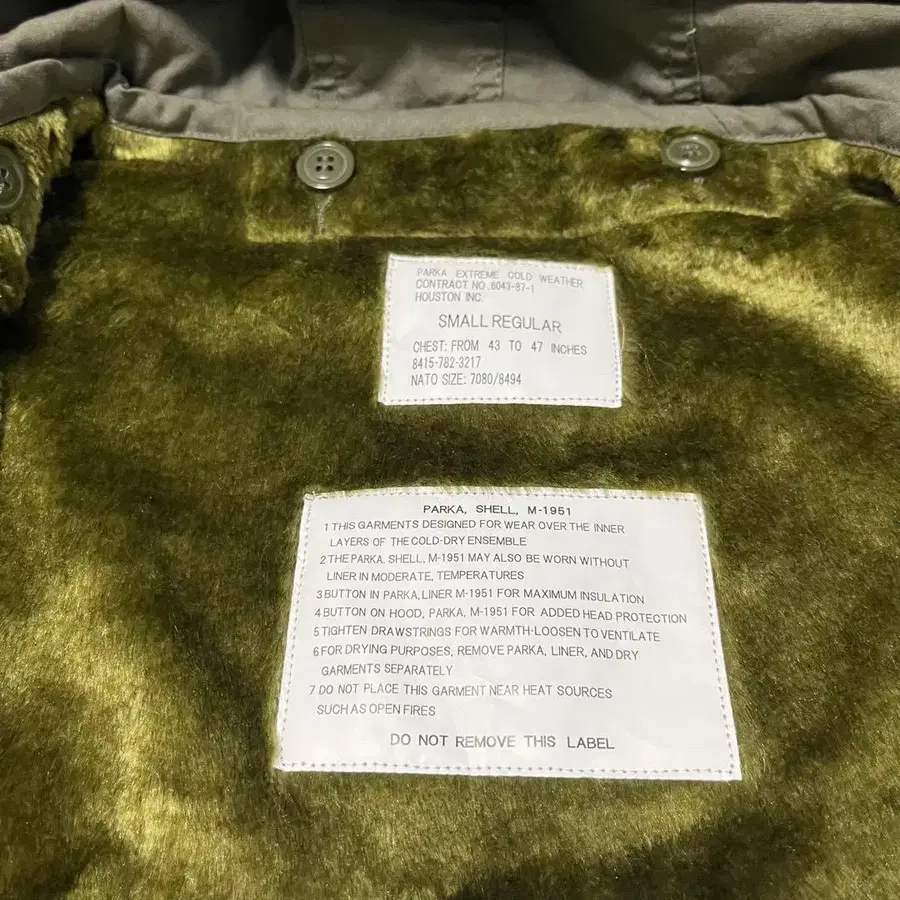 PARKA EXTREME COLD WEATHER
CONTRACT NO.6043-87-1
HOUSTON INC.
SMALL REGULAR
CHEST: FROM 43 TO 47 INCHES
8415-782-3217
NATO SIZE: 7080/8494
PARKA, SHELL, M-1951
1 THIS GARMENTS DESIGNED FOR WEAR OVER THE INNER
LAYERS OF THE COLD-DRY ENSEMBLE
2 THE PARKA. SHELL, M-1951 MAY ALSO BE WORN WITHOUT
LINER IN MODERATE, TEMPERATURES
3 BUTTON IN PARKA, LINER M-1951 FOR MAXIMUM INSULATION
4 BUTTON ON HOOD, PARKA, M-1951 FOR ADDED HEAD PROTECTION
5 TIGHTEN DRAWSTRINGS FOR WARMTH-LOOSEN TO VENTILATE
6 FOR DRYING PURPOSES, REMOVE PARKA, LINER, AND DRY
GARMENTS SEPARATELY
7 DO NOT PLACE THIS GARMENT NEAR HEAT SOURCES
SUCH AS OPEN FIRES
DO NOT REMOVE THIS LABEL